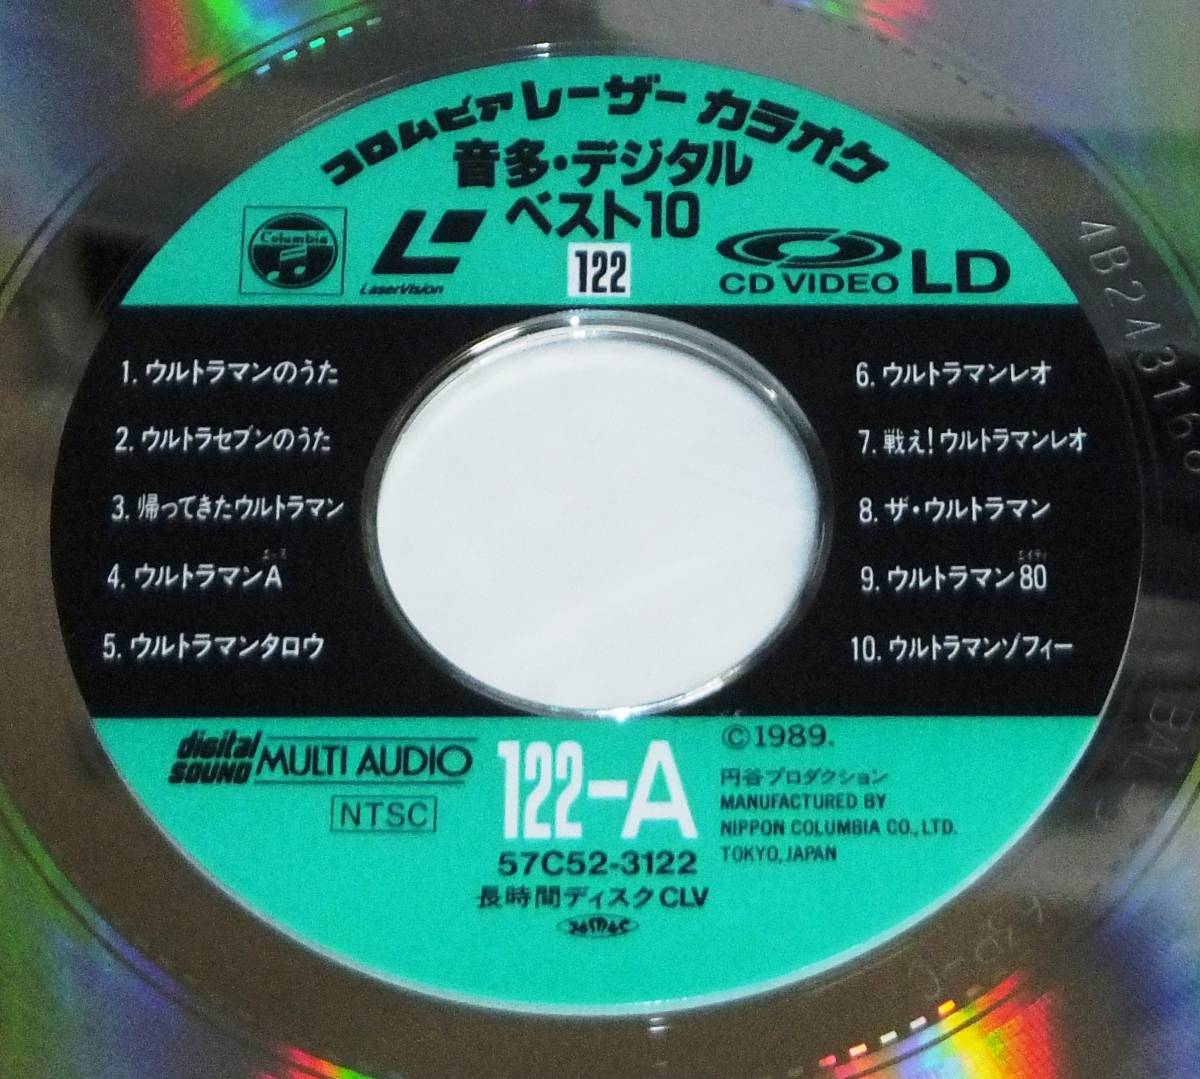 コロムビアレーザーカラオケ
音多・デジタル
ベスト10
122
Columbia
LaserVision
CD VIDEO LD
1. ウルトラマンのうた
2. ウルトラセブンのうた
3. 帰ってきたウルトラマン
エース
4. ウルトラマンA
5. ウルトラマンタロウ
6. ウルトラマンレオ
7. 戦え!ウルトラマンレオ
8. ザ・ウルトラマン
エイティ
9. ウルトラマン80
10. ウルトラマンゾフィー
digital SOUND
MULTI AUDIO
NTSC
122-A
57C52-3122
長時間ディスクCLV
©1989.
円谷プロダクション
MANUFACTURED BY
NIPPON COLUMBIA CO., LTD.
TOKYO, JAPAN